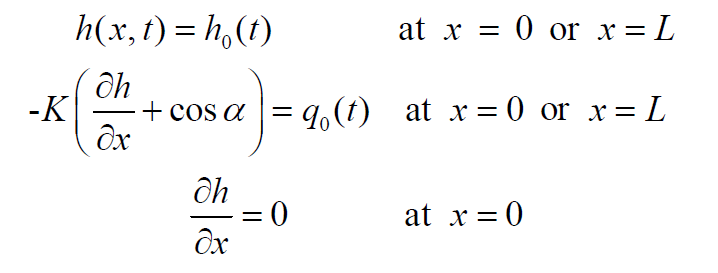 h(x, t) = h₀(t) at x = 0 or x = L
-K(∂h/∂x + cos α) = q₀(t) at x = 0 or x = L
∂h/∂x = 0 at x = 0